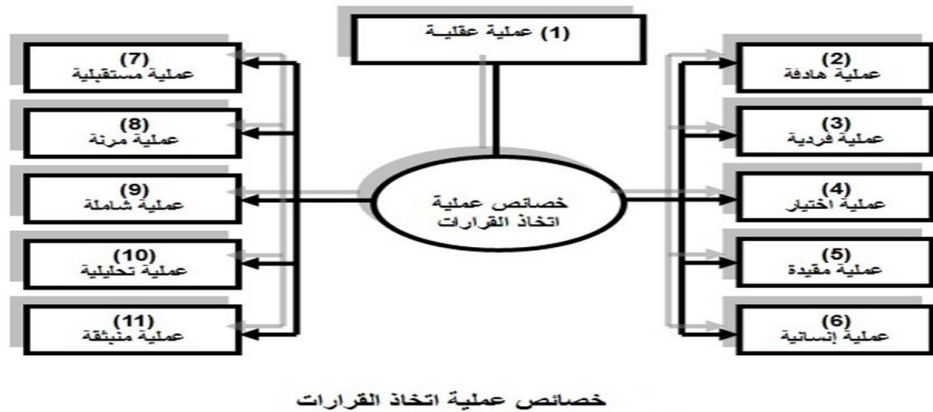 (1) عملية عقليـة
(2)
عملية هادفة
(3)
عملية فردية
(4)
عملية اختيار
(5)
عملية مقيدة
(6)
عملية إنسانية
(7)
عملية مستقبلية
(8)
عملية مرنة
(9)
عملية شاملة
(10)
عملية تحليلية
(11)
عملية منبثقة
خصائص عملية
اتخاذ القرارات
خصائص عملية اتخاذ القرارات